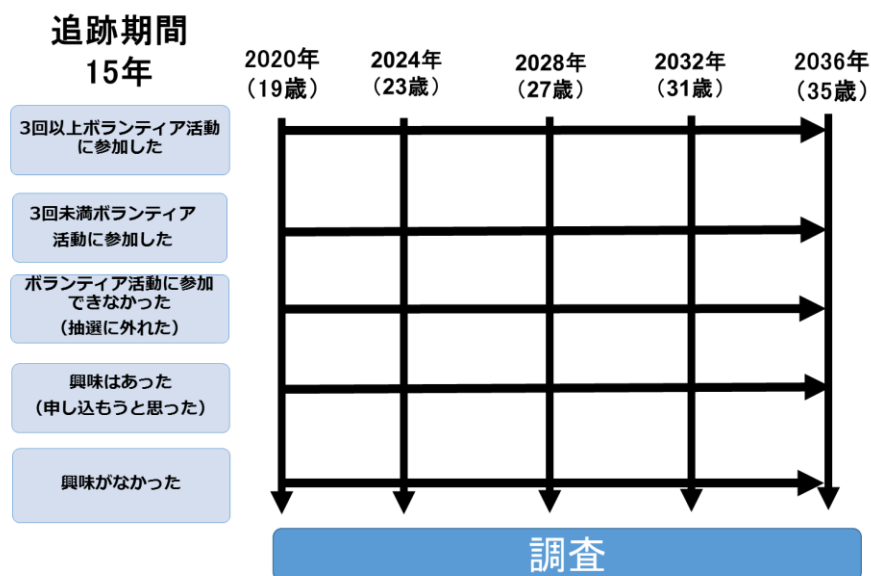 追跡期間
15年
2020年
(19歳)
2024年
(23歳)
2028年
(27歳)
2032年
(31歳)
2036年
(35歳)
3回以上ボランティア活動
に参加した
3回未満ボランティア
活動に参加した
ボランティア活動に参加
できなかった
(抽選に外れた)
興味はあった
(申し込もうと思った)
興味がなかった
調査